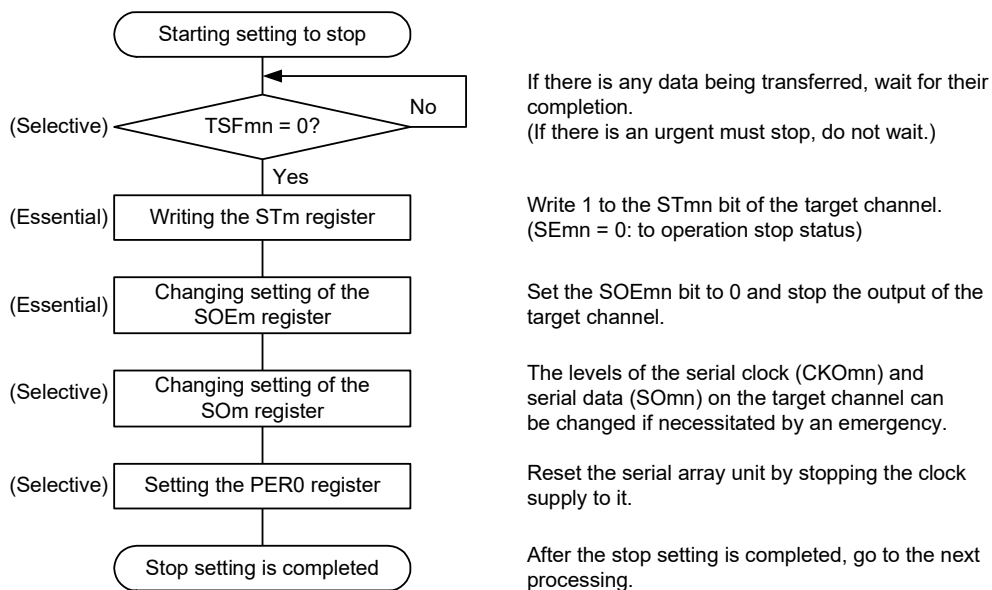 Starting setting to stop
If there is any data being transferred, wait for their
completion.
(If there is an urgent must stop, do not wait.)
(Selective)
TSFmn = 0?
No
Yes
(Essential)
Writing the STm register
Write 1 to the STmn bit of the target channel.
(SEmn = 0: to operation stop status)
(Essential)
Changing setting of the
SOEm register
Set the SOEmn bit to 0 and stop the output of the
target channel.
(Selective)
Changing setting of the
SOm register
The levels of the serial clock (CKOmn) and
serial data (SOmn) on the target channel can
be changed if necessitated by an emergency.
(Selective)
Setting the PER0 register
Reset the serial array unit by stopping the clock
supply to it.
Stop setting is completed
After the stop setting is completed, go to the next
processing.